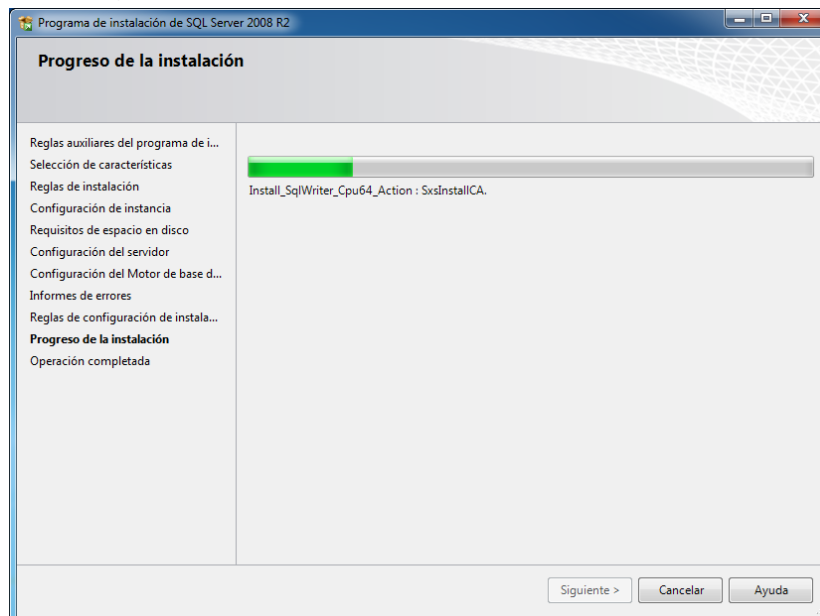 Programa de instalación de SQL Server 2008 R2
Progreso de la instalación
Reglas auxiliares del programa de i...
Selección de características
Reglas de instalación
Configuración de instancia
Requisitos de espacio en disco
Configuración del servidor
Configuración del Motor de base d...
Informes de errores
Reglas de configuración de instala...
Progreso de la instalación
Operación completada
Install_SqlWriter_Cpu64_Action : SxsInstallCA.
Siguiente >
Cancelar
Ayuda